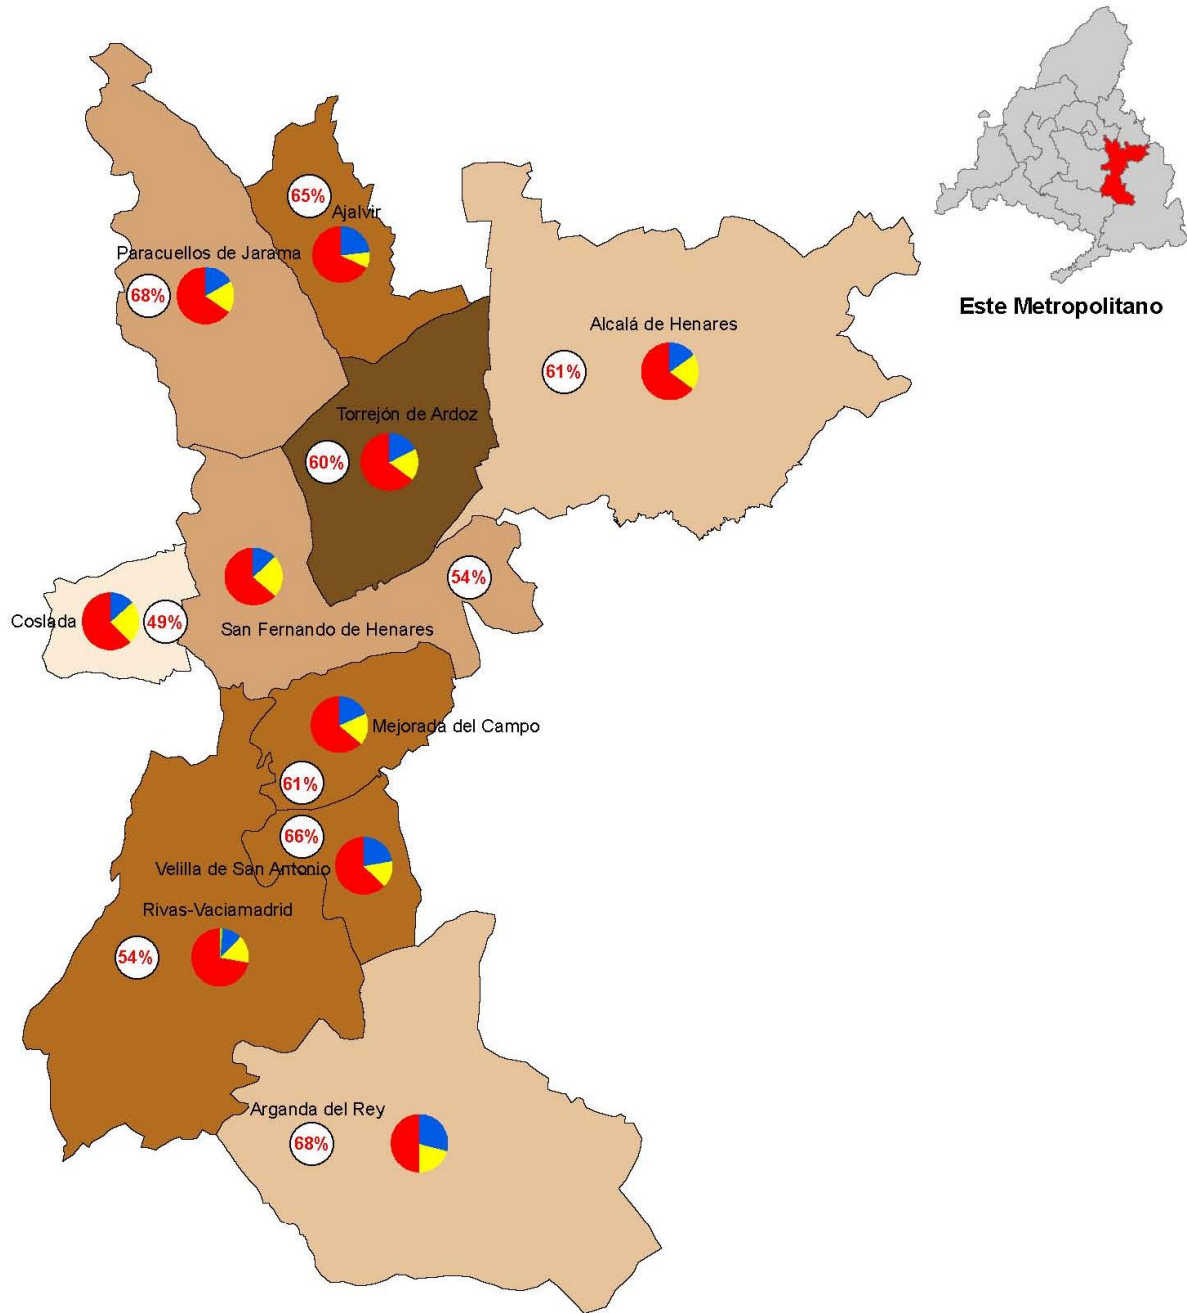 65%
Ajalvir
Paracuellos de Jarama
68%
Este Metropolitano
Alcalá de Henares
61%
Torrejón de Ardoz
60%
54%
Coslada
49%
San Fernando de Henares
Mejorada del Campo
61%
66%
Velilla de San Antonio
Rivas-Vaciamadrid
54%
Arganda del Rey
68%